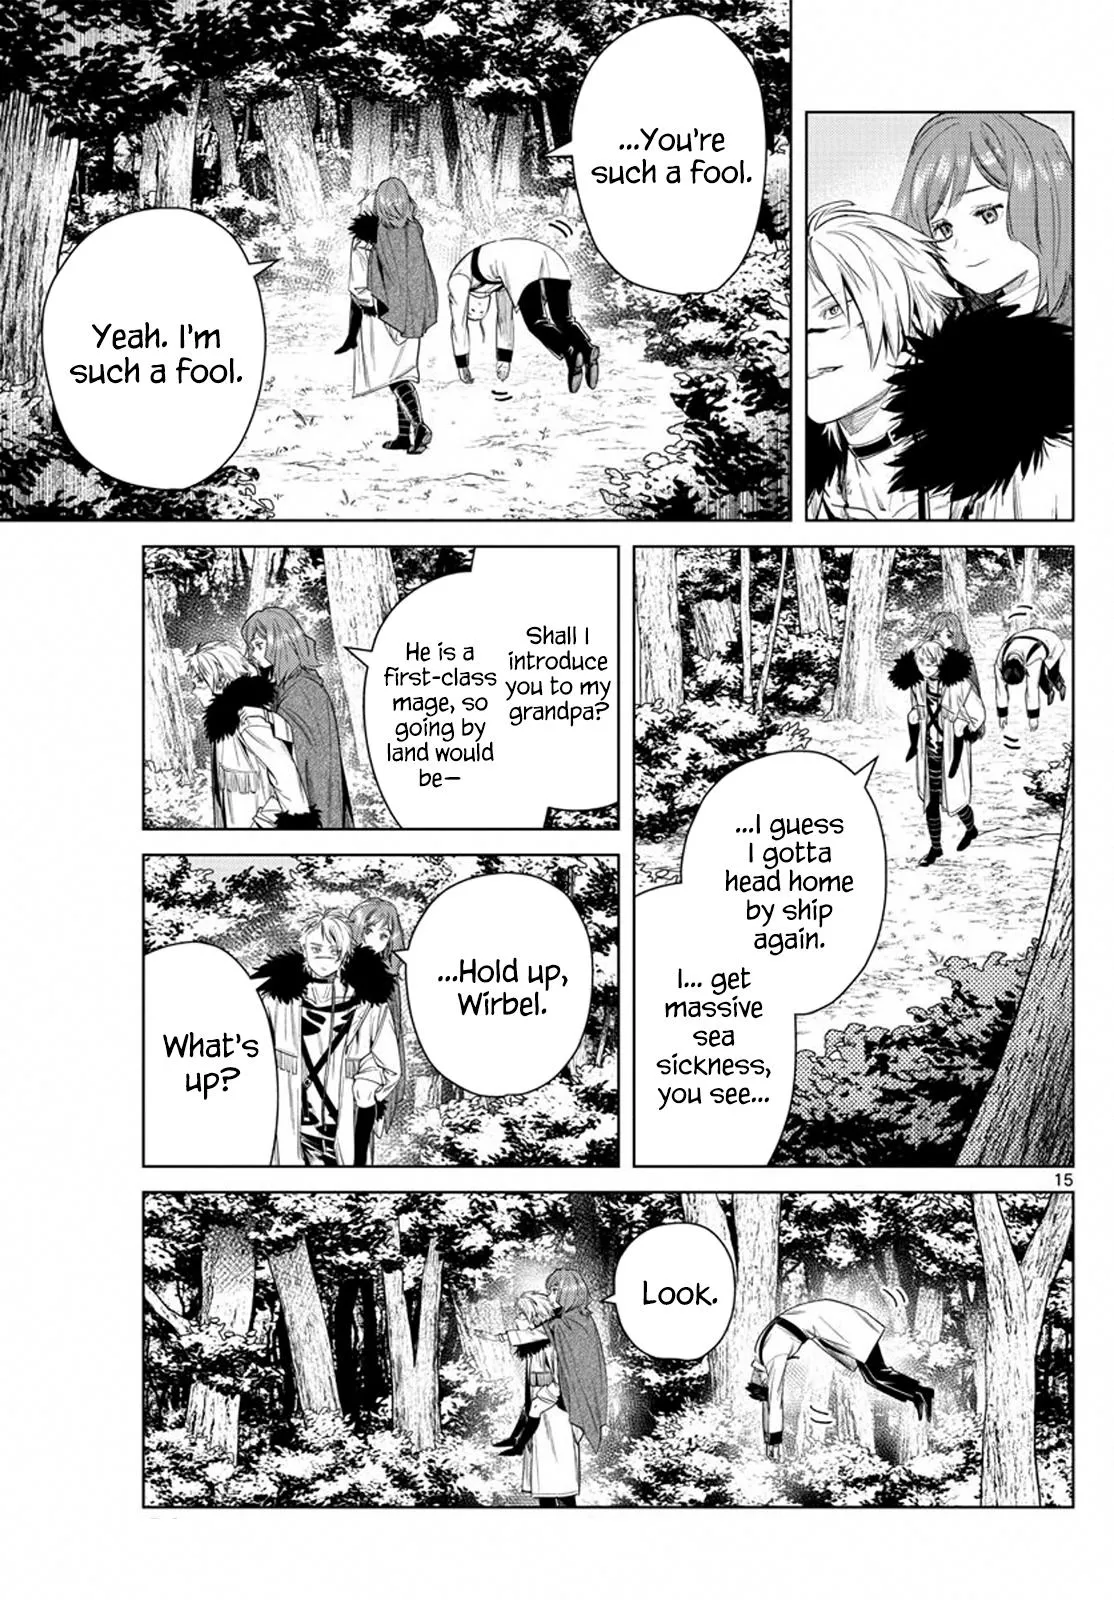 ...You're
such a fool.
Yeah. I'm
such a fool.
...I guess
I gotta
head home
by ship
again.
I... get
massive
sea
sickness,
you see...
Shall I
introduce
you to my
grandpa?
He is a
first-class
mage, so
going by
land would
be—
...Hold up,
Wirbel.
What's
up?
15
Look.